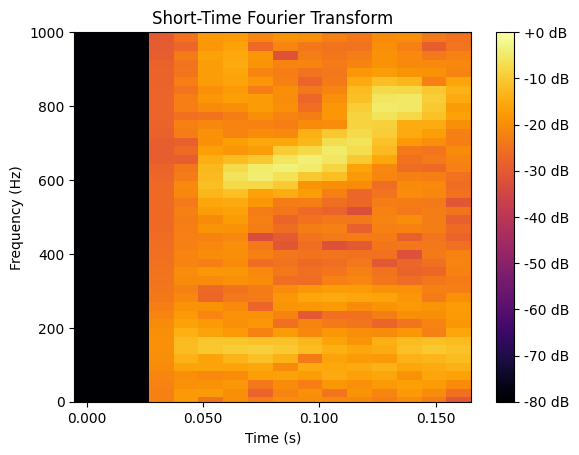 Short-Time Fourier Transform
1000
800
600
400
200
0
Frequency (Hz)
0.000
0.050
0.100
0.150
Time (s)
+0 dB
-10 dB
-20 dB
-30 dB
-40 dB
-50 dB
-60 dB
-70 dB
-80 dB